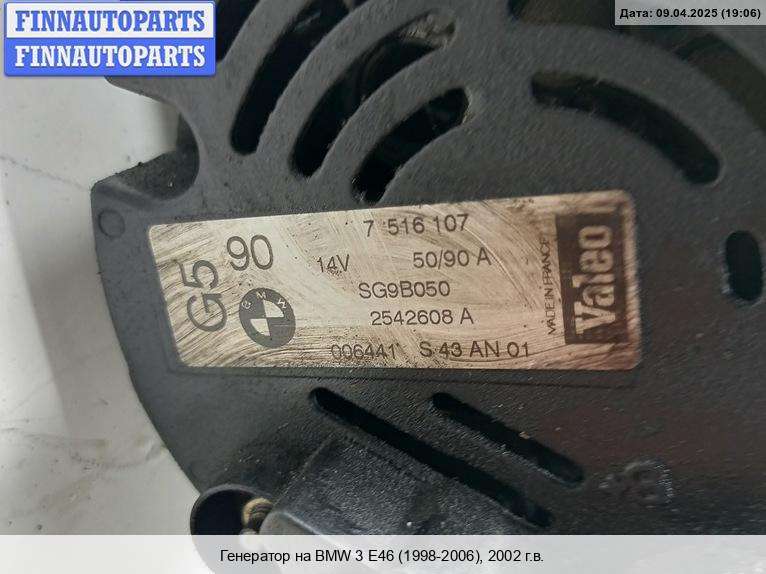 FINNAUTOPARTS
FINNAUTOPARTS
Дата: 09.04.2025 (19:06)
G5 90
BMW
7 516 107
14V 50/90 A
SG9B050
2542608 A
006441 S 43 AN 01
MADE IN FRANCE
Valeo
Генератор на BMW 3 E46 (1998-2006), 2002 г.в.